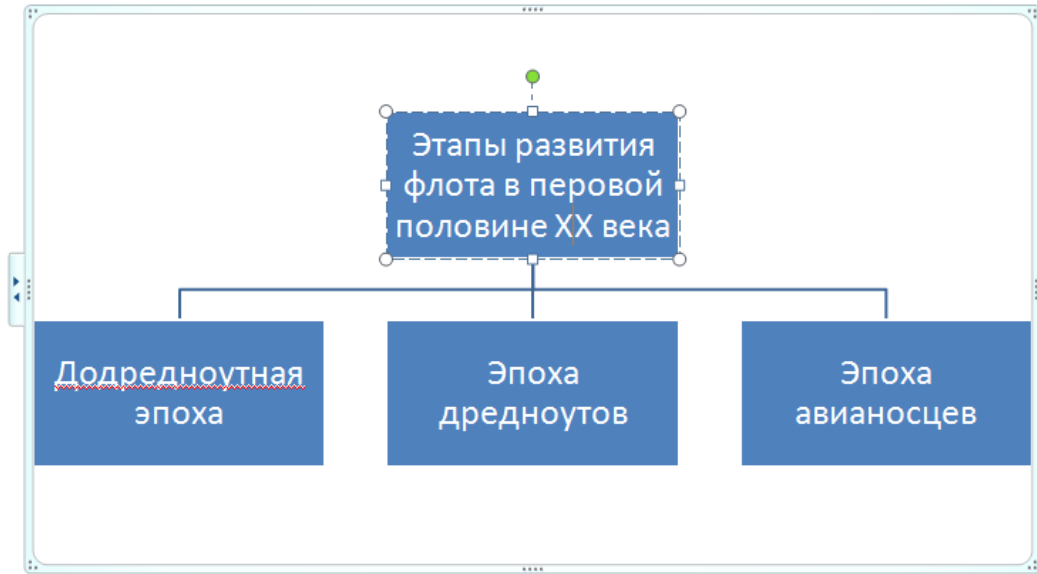 Этапы развития
флота в перовой
половине XX века
Додредноутная
эпоха
Эпоха
дредноутов
Эпоха
авианосцев